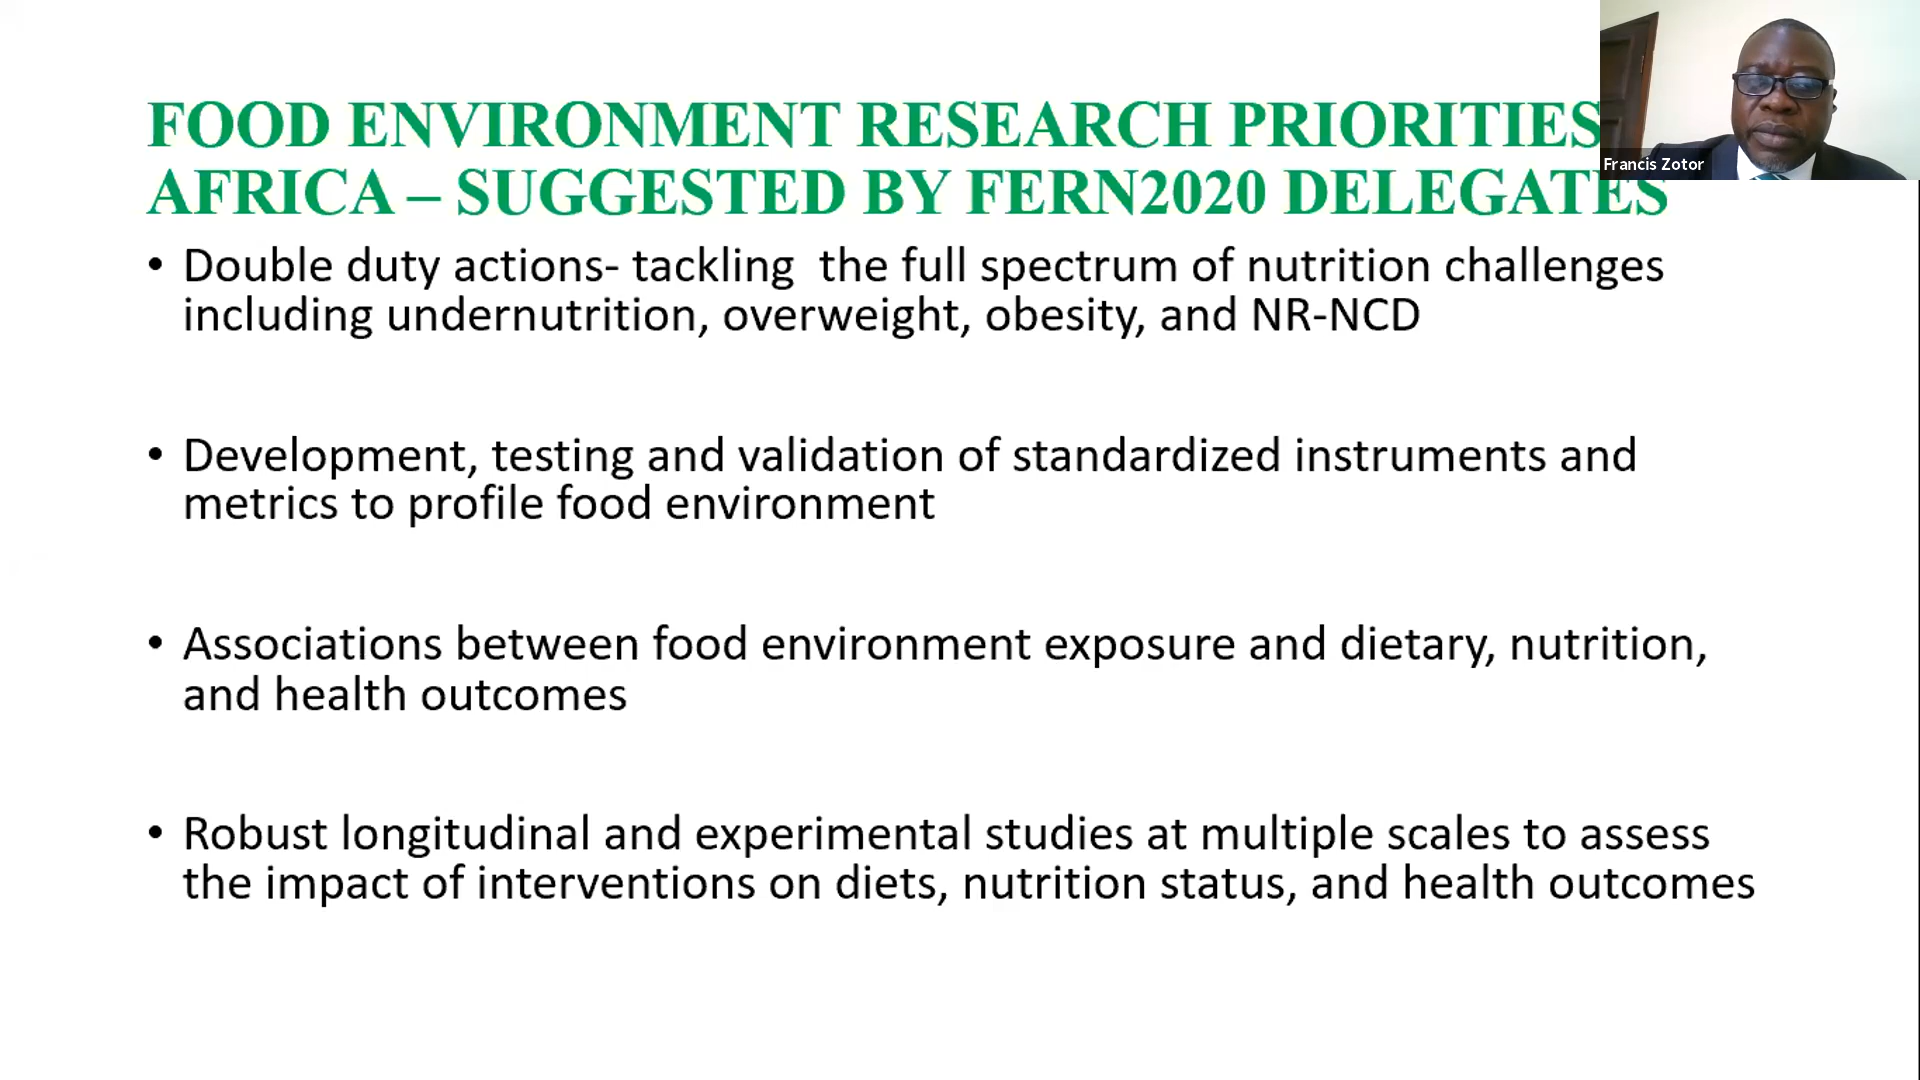 FOOD ENVIRONMENT RESEARCH PRIORITIES
AFRICA – SUGGESTED BY FERN2020 DELEGATES
Francis Zotor
• Double duty actions- tackling  the full spectrum of nutrition challenges
including undernutrition, overweight, obesity, and NR-NCD
• Development, testing and validation of standardized instruments and
metrics to profile food environment
• Associations between food environment exposure and dietary, nutrition,
and health outcomes
• Robust longitudinal and experimental studies at multiple scales to assess
the impact of interventions on diets, nutrition status, and health outcomes